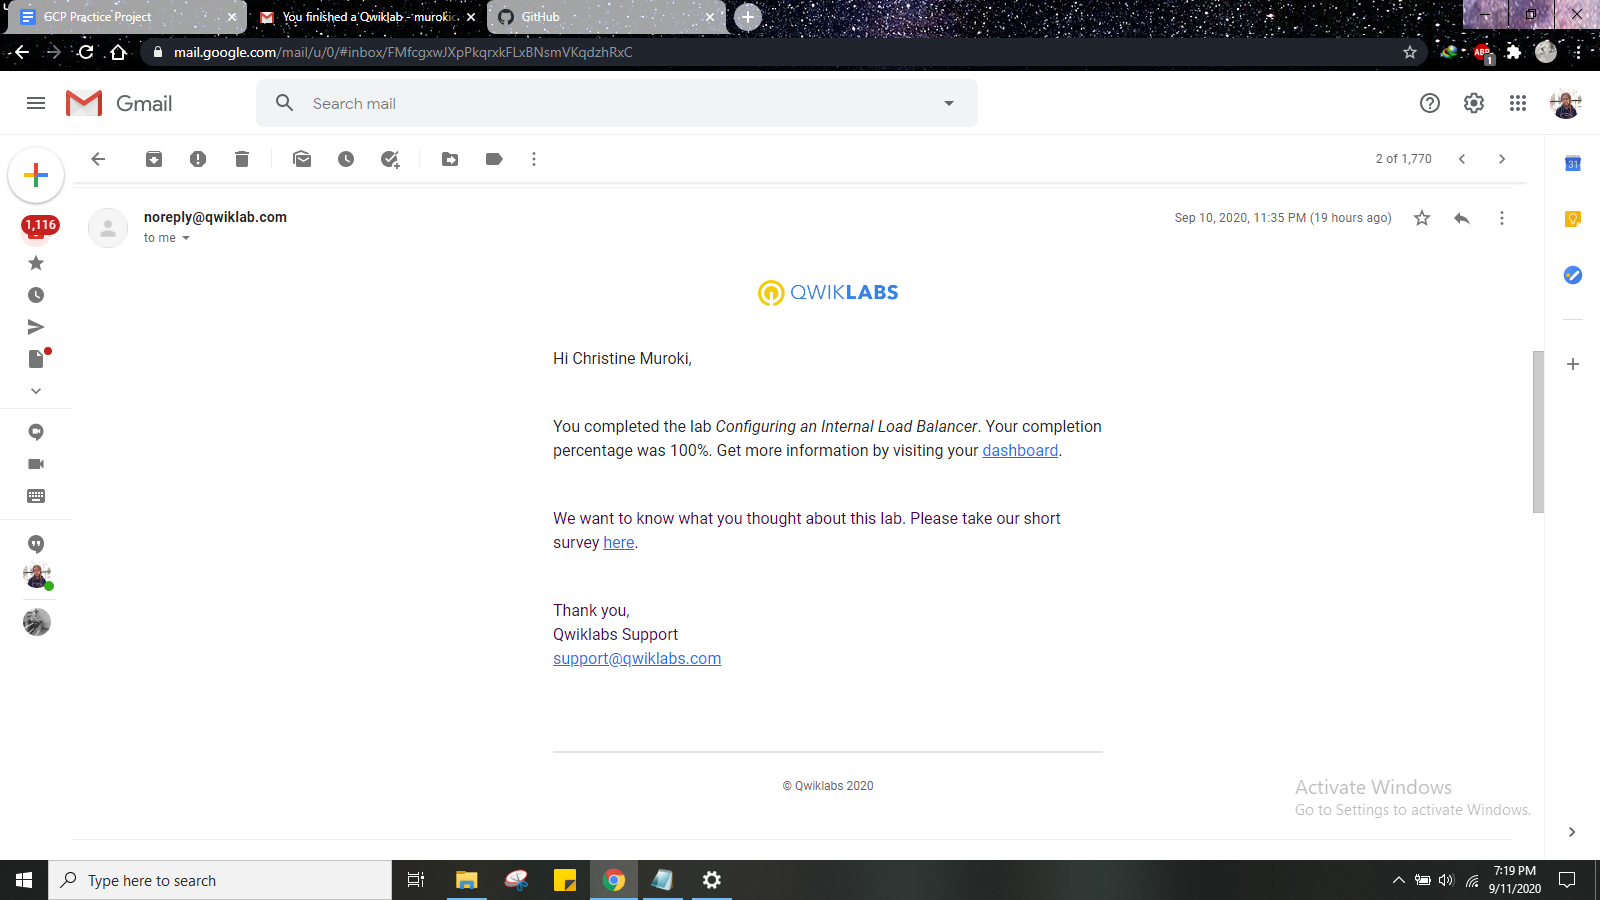 GCP Practice Project
You finished a Qwiklab - muroki
GitHub
mail.google.com/mail/u/0/#inbox/FMfcgxwJXpPkqrxkFLxBNsmVKqdzhRxC
ABP
1
Gmail
Search mail
2 of 1,770
31
1,116
noreply@qwiklab.com
Sep 10, 2020, 11:35 PM (19 hours ago)
to me
QWIKLABS
Hi Christine Muroki,
You completed the lab Configuring an Internal Load Balancer. Your completion
percentage was 100%. Get more information by visiting your dashboard.
We want to know what you thought about this lab. Please take our short
survey here.
Thank you,
Qwiklabs Support
support@qwiklabs.com
© Qwiklabs 2020
Activate Windows
Go to Settings to activate Windows.
Type here to search
7:19 PM
9/11/2020